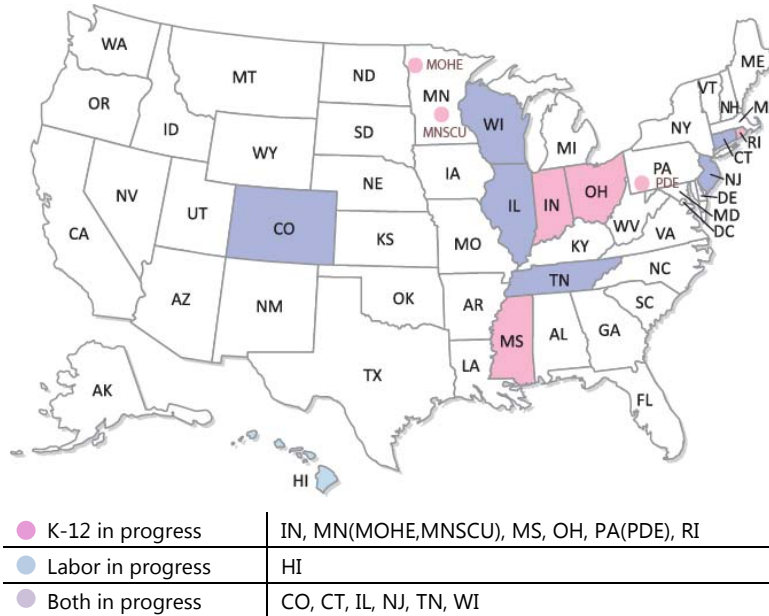 WA
MT
ND
MOHE
ME
OR
MN
VT
NH
M
ID
MNSCU
WI
NY
RI
SD
MI
CT
WY
IA
PA
PDE
NJ
NE
DE
NV
UT
IL
IN
OH
MD
WV
DC
CO
VA
CA
KS
MO
KY
NC
TN
OK
AZ
NM
AR
SC
MS
AL
GA
LA
TX
AK
FL
HI
K-12 in progress IN, MN(MOHE,MNSCU), MS, OH, PA(PDE), RI
Labor in progress HI
Both in progress CO, CT, IL, NJ, TN, WI